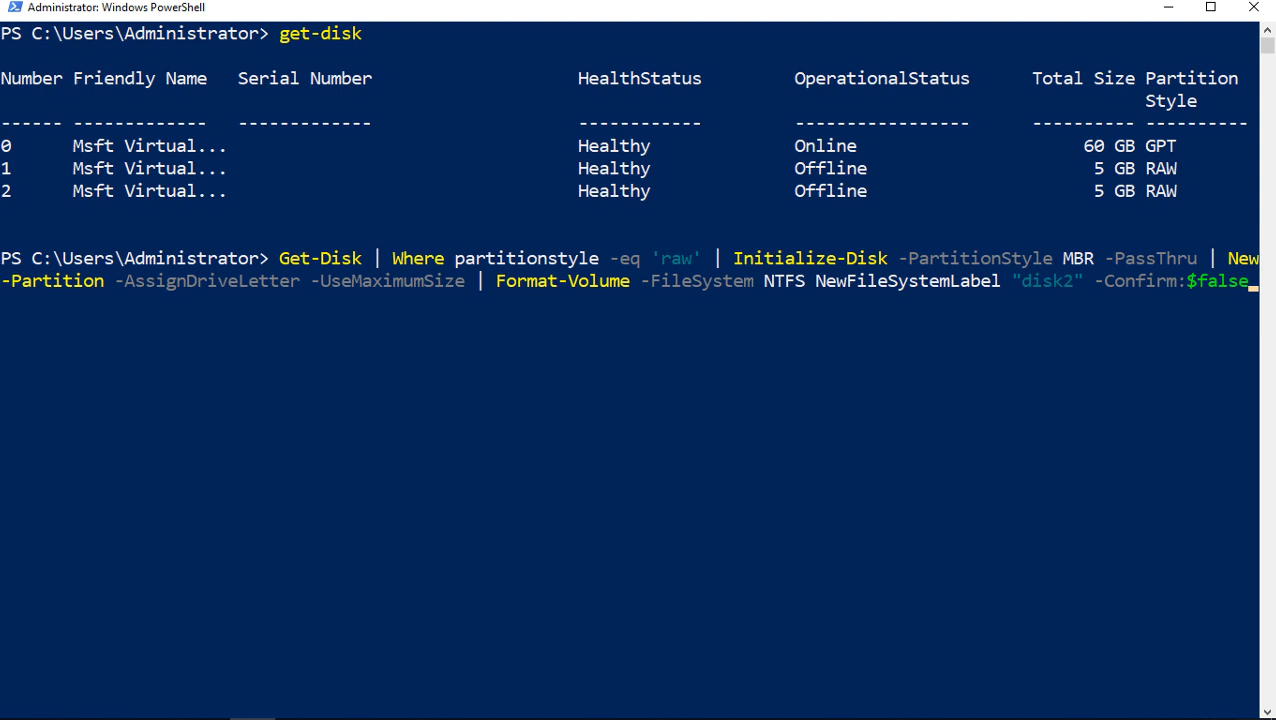 Administrator: Windows PowerShell
PS C:\Users\Administrator> get-disk
Number Friendly Name Serial Number HealthStatus OperationalStatus Total Size Partition
Style
------ ------------- ------------- ------------ ----------------- ---------- ----------
0 Msft Virtual... Healthy Online 60 GB GPT
1 Msft Virtual... Healthy Offline 5 GB RAW
2 Msft Virtual... Healthy Offline 5 GB RAW
PS C:\Users\Administrator> Get-Disk | Where partitionstyle -eq 'raw' | Initialize-Disk -PartitionStyle MBR -PassThru | New
-Partition -AssignDriveLetter -UseMaximumSize | Format-Volume -FileSystem NTFS NewFileSystemLabel "disk2" -Confirm:$false